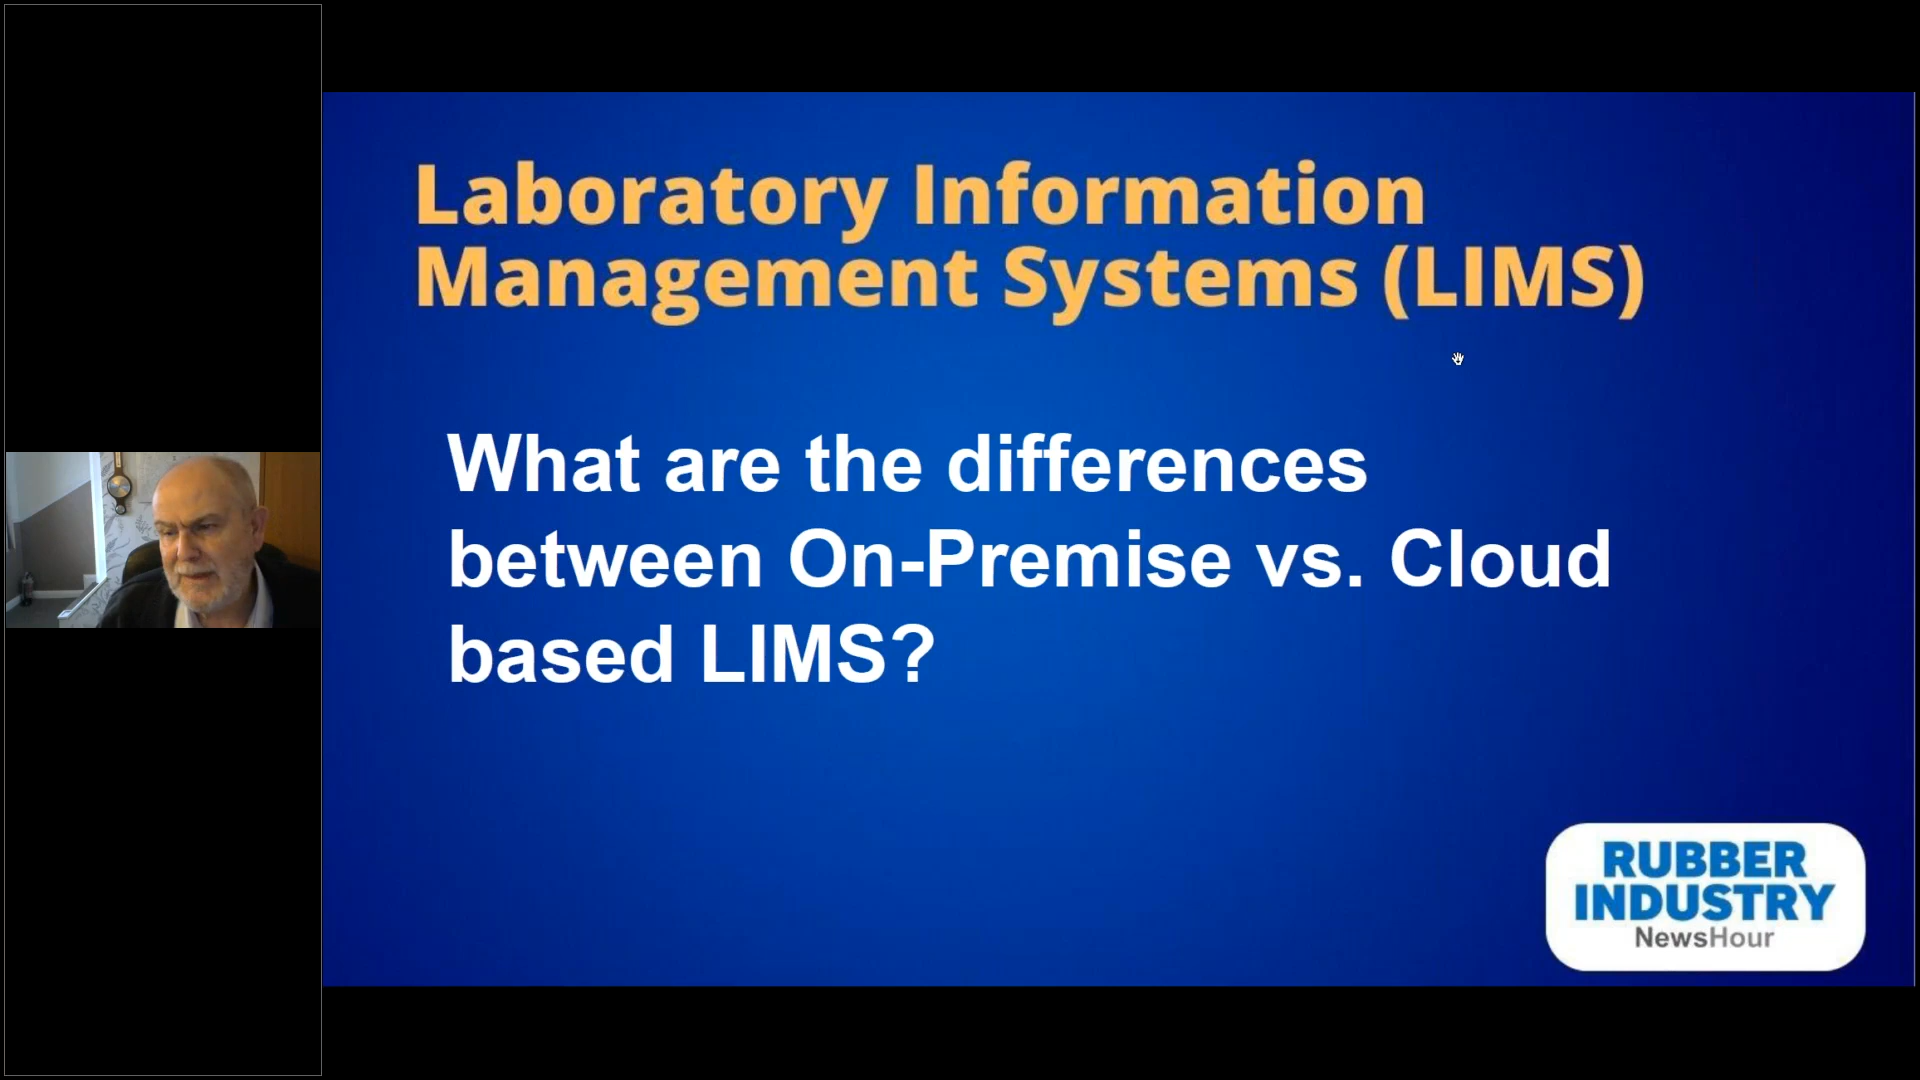 Laboratory Information
Management Systems (LIMS)
What are the differences
between On-Premise vs. Cloud
based LIMS?
RUBBER
INDUSTRY
NewsHour